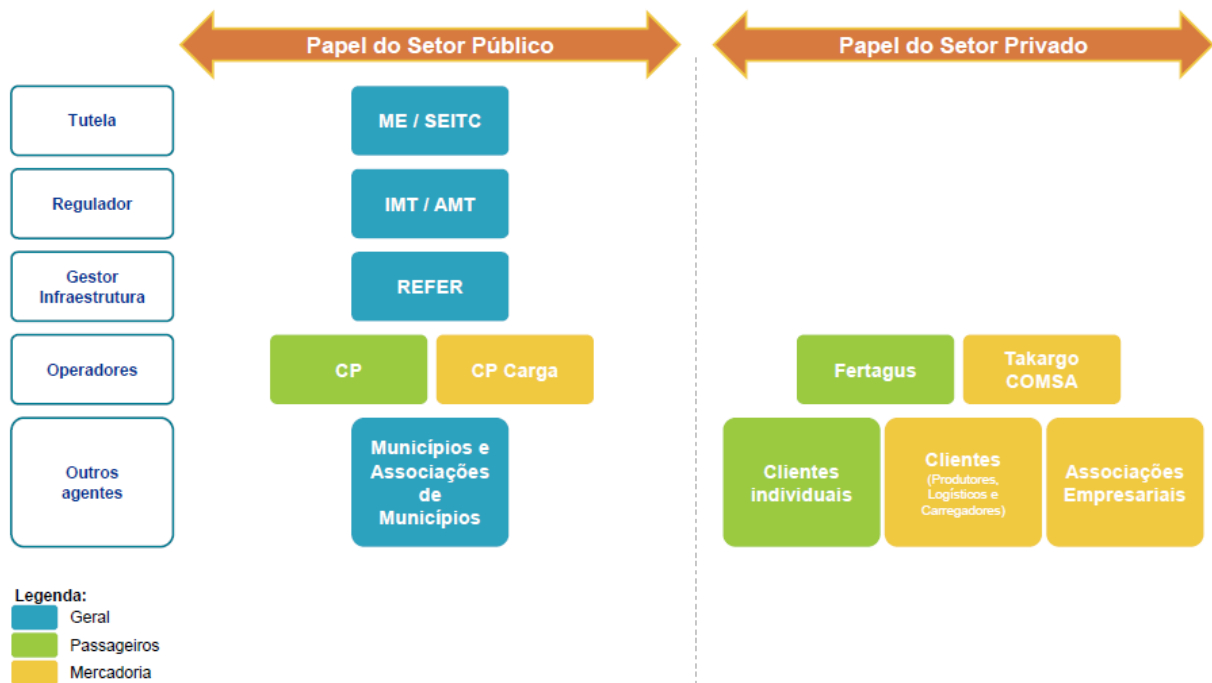 Papel do Setor Público
Papel do Setor Privado
Tutela
ME / SEITC
Regulador
IMT / AMT
Gestor
Infraestrutura
REFER
Operadores
CP
CP Carga
Fertagus
Takargo
COMSA
Outros
agentes
Municípios e
Associações
de
Municípios
Clientes
individuais
Clientes
(Produtores,
Logísticos e
Carregadores)
Associações
Empresariais
Legenda:
Geral
Passageiros
Mercadoria